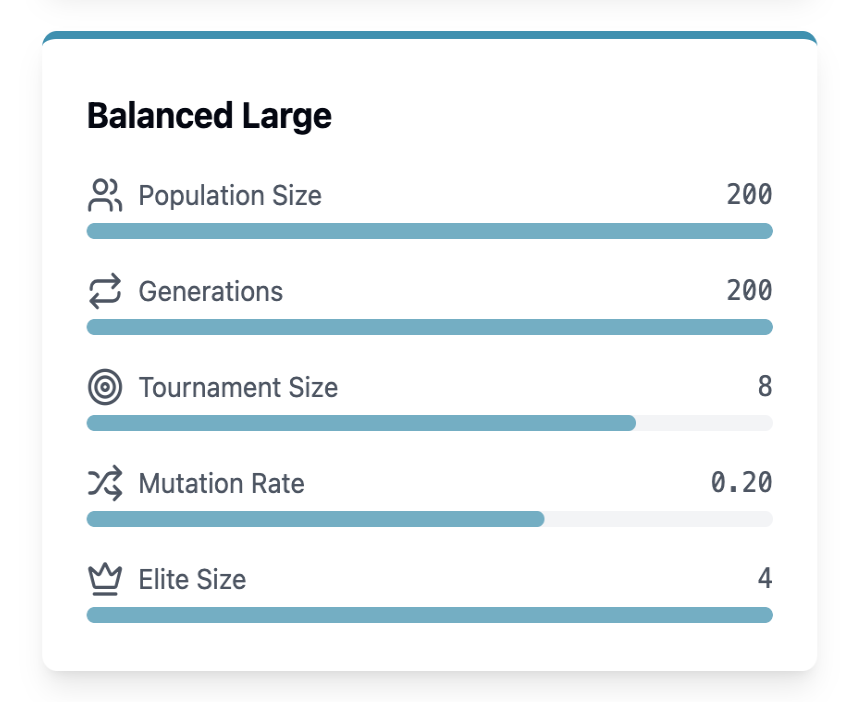 Balanced Large
Population Size 200
Generations 200
Tournament Size 8
Mutation Rate 0.20
Elite Size 4